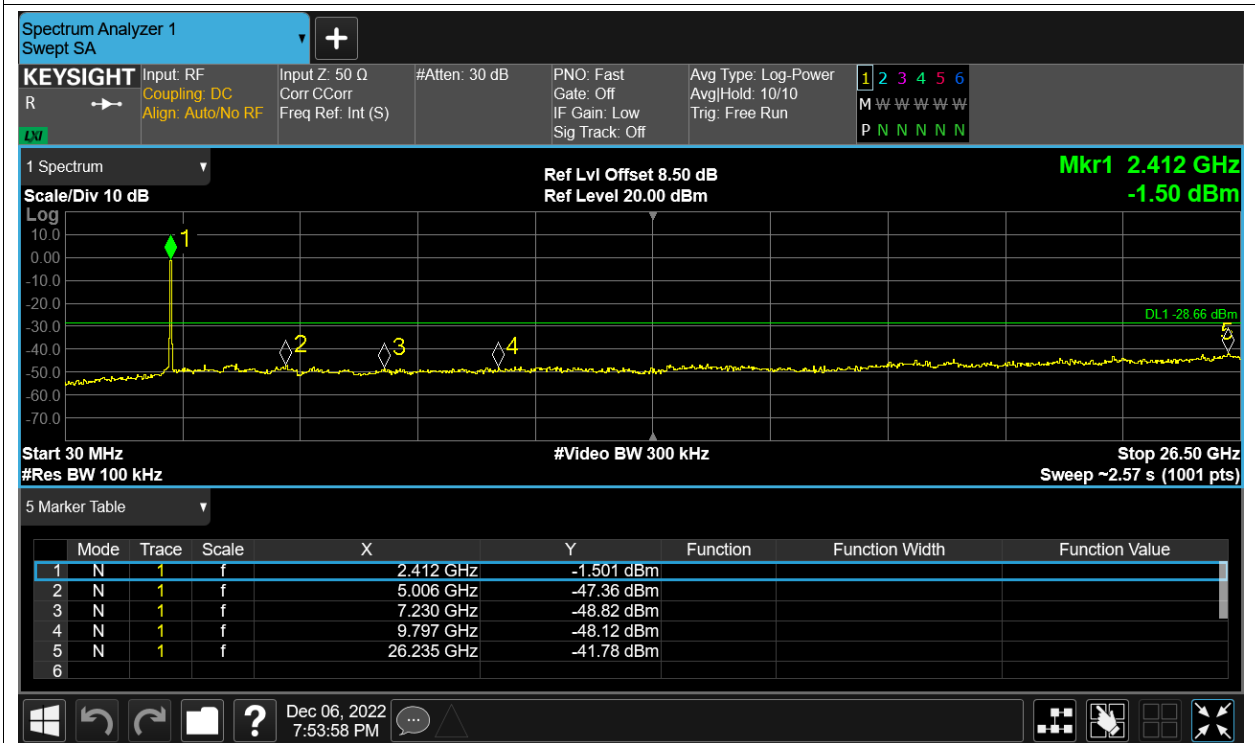 Spectrum Analyzer 1
Swept SA
KEYSIGHT
R
LXI
Input: RF
Coupling: DC
Align: Auto/No RF
Input Z: 50 Ω
Corr CCorr
Freq Ref: Int (S)
#Atten: 30 dB
PNO: Fast
Gate: Off
IF Gain: Low
Sig Track: Off
Avg Type: Log-Power
Avg|Hold: 10/10
Trig: Free Run
1 2 3 4 5 6
M W W W W W
P N N N N N
1 Spectrum
Scale/Div 10 dB
Ref Lvl Offset 8.50 dB
Ref Level 20.00 dBm
Mkr1 2.412 GHz
-1.50 dBm
Log
10.0
0.00
-10.0
-20.0
-30.0
-40.0
-50.0
-60.0
-70.0
1
2
3
4
5
DL1 -28.66 dBm
Start 30 MHz
#Video BW 300 kHz
Stop 26.50 GHz
#Res BW 100 kHz
Sweep ~2.57 s (1001 pts)
5 Marker Table
Mode Trace Scale X Y Function Function Width Function Value
1 N 1 f 2.412 GHz -1.501 dBm
2 N 1 f 5.006 GHz -47.36 dBm
3 N 1 f 7.230 GHz -48.82 dBm
4 N 1 f 9.797 GHz -48.12 dBm
5 N 1 f 26.235 GHz -41.78 dBm
6
?
Dec 06, 2022
7:53:58 PM